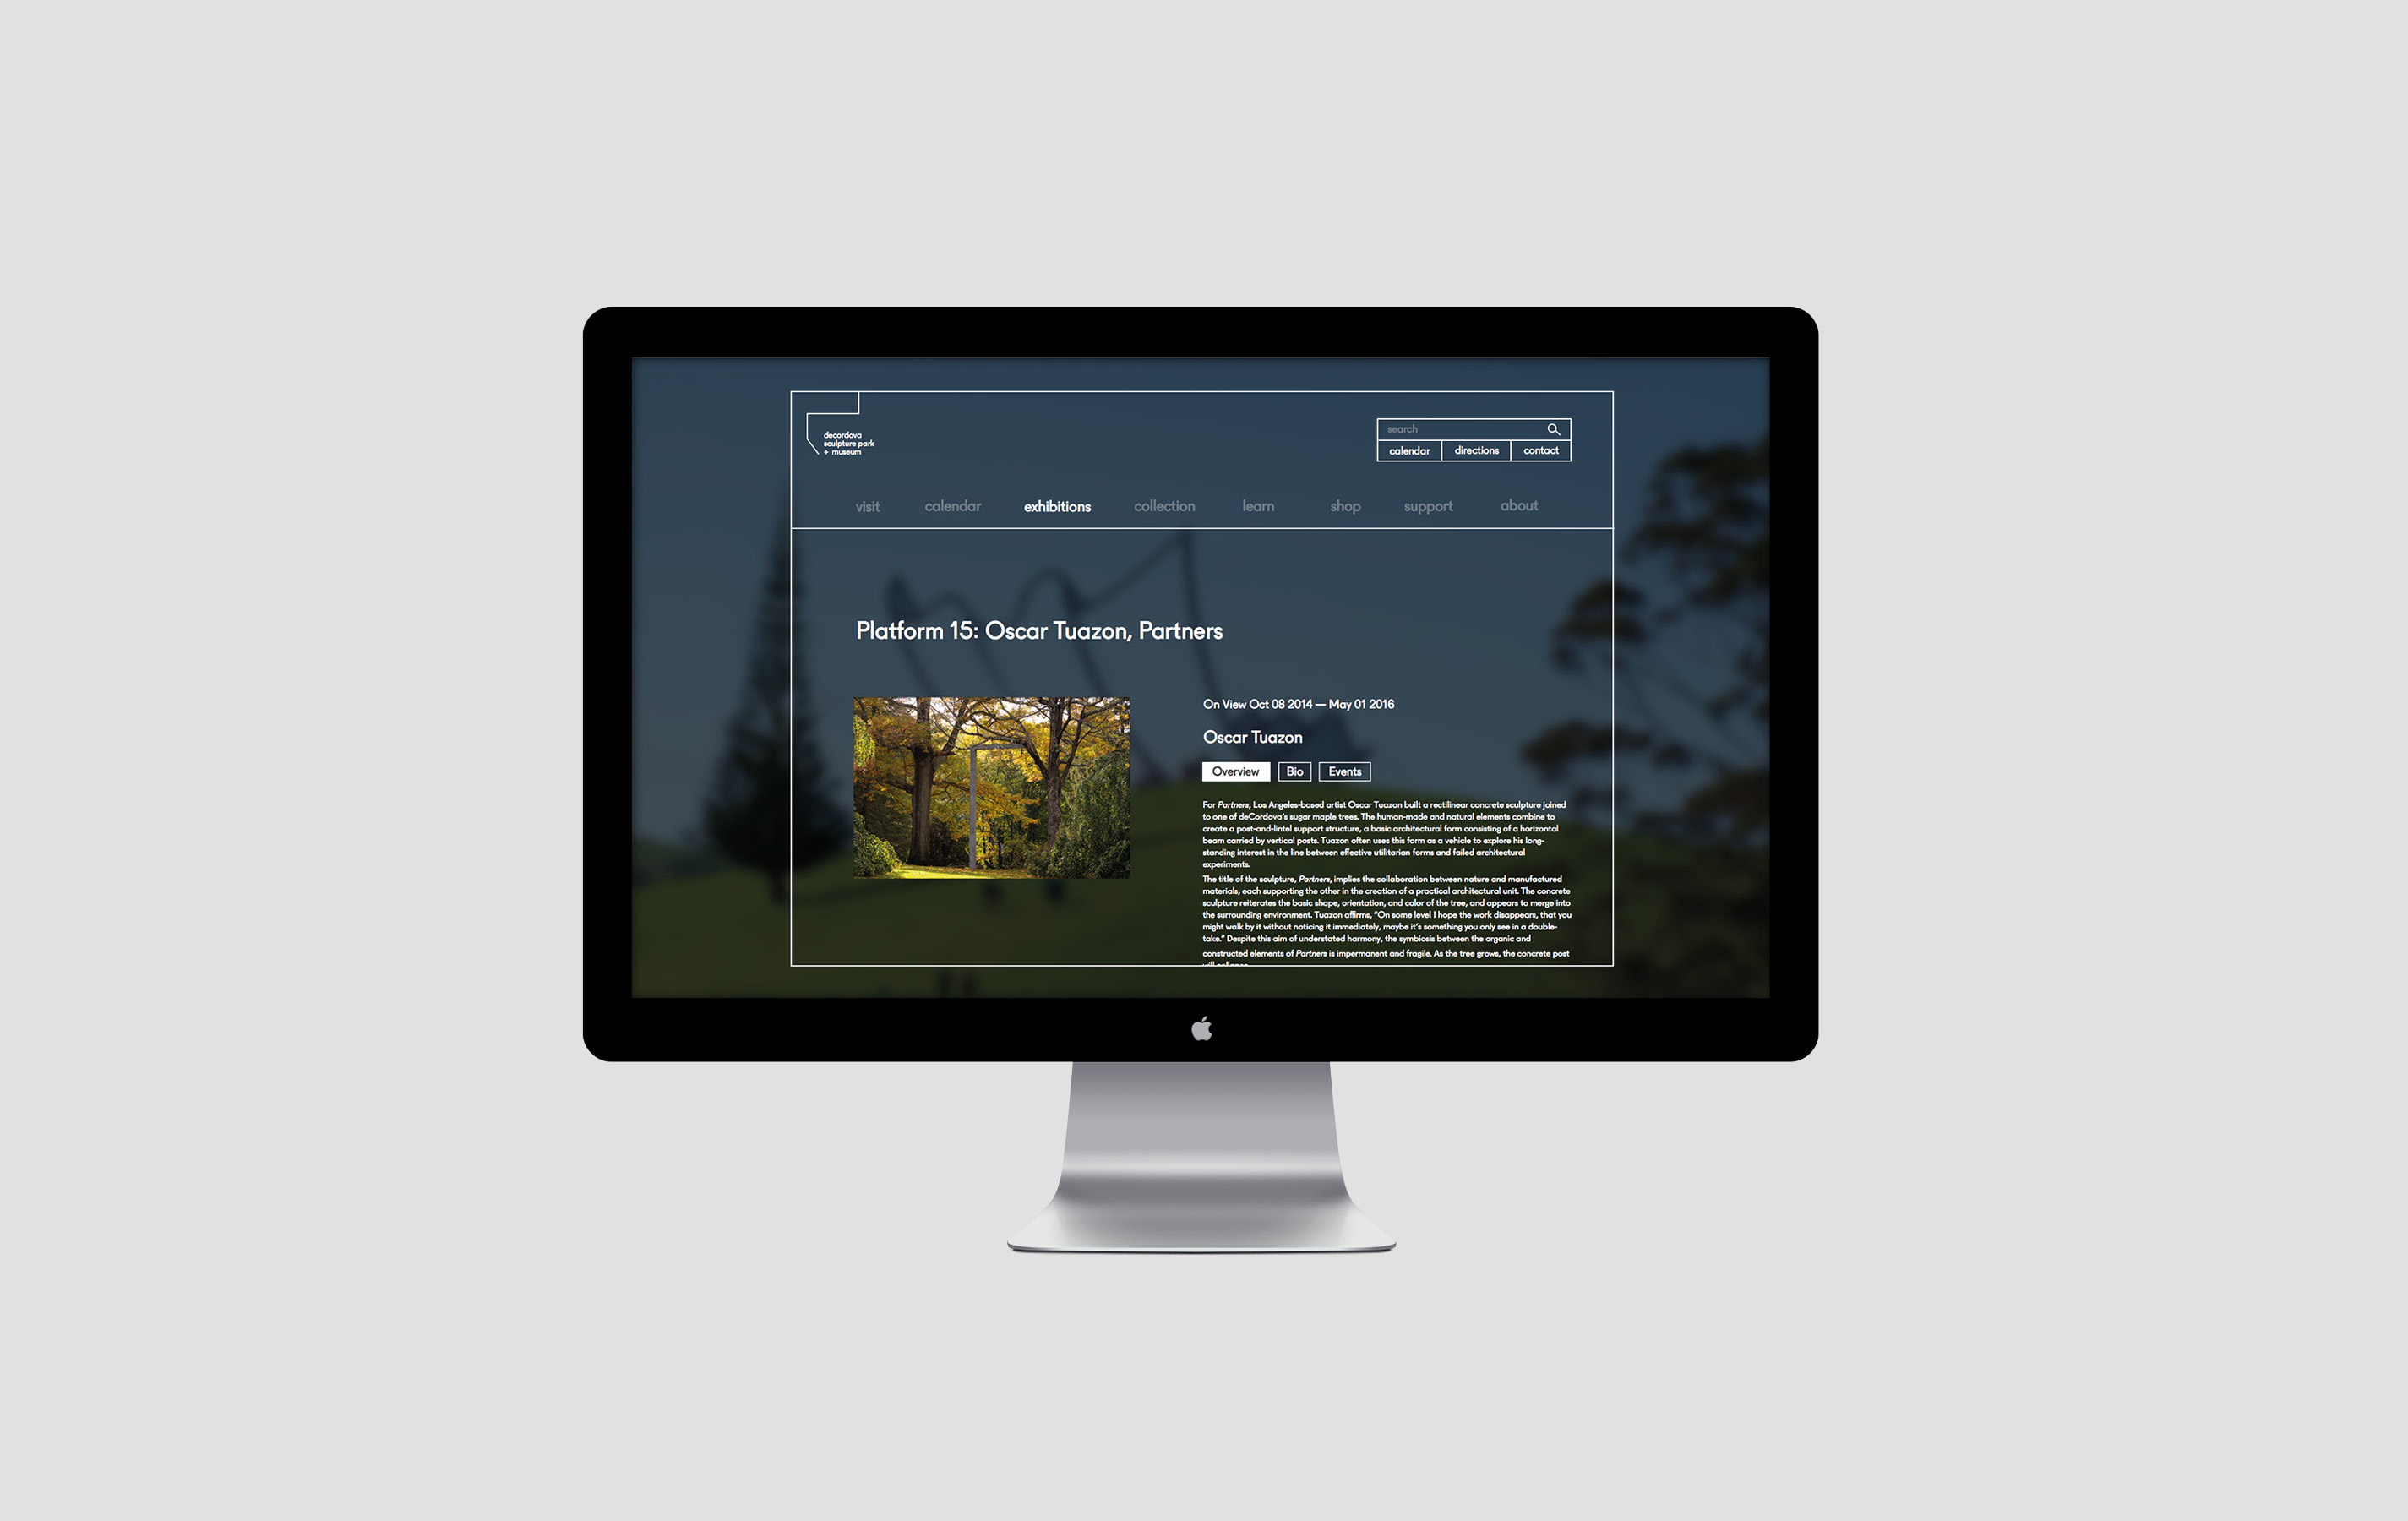 decordova
sculpture park
+ museum
search
calendar
directions
contact
visit
calendar
exhibitions
collection
learn
shop
support
about
Platform 15: Oscar Tuazon, Partners
On View Oct 08 2014 — May 01 2016
Oscar Tuazon
Overview
Bio
Events
For Partners, Los Angeles-based artist Oscar Tuazon built a rectilinear concrete sculpture joined
to one of deCordova's sugar maple trees. The human-made and natural elements combine to
create a post-and-lintel support structure, a basic architectural form consisting of a horizontal
beam carried by vertical posts. Tuazon often uses this form as a vehicle to explore his long-
standing interest in the line between effective utilitarian forms and failed architectural
experiments.
The title of the sculpture, Partners, implies the collaboration between nature and manufactured
materials, each supporting the other in the creation of a practical architectural unit. The concrete
sculpture reiterates the basic shape, orientation, and color of the tree, and appears to merge into
the surrounding environment. Tuazon affirms, "On some level I hope the work disappears, that you
might walk by it without noticing it immediately, maybe it's something you only see in a double-
take." Despite this aim of understated harmony, the symbiosis between the organic and
constructed elements of Partners is impermanent and fragile. As the tree grows, the concrete post